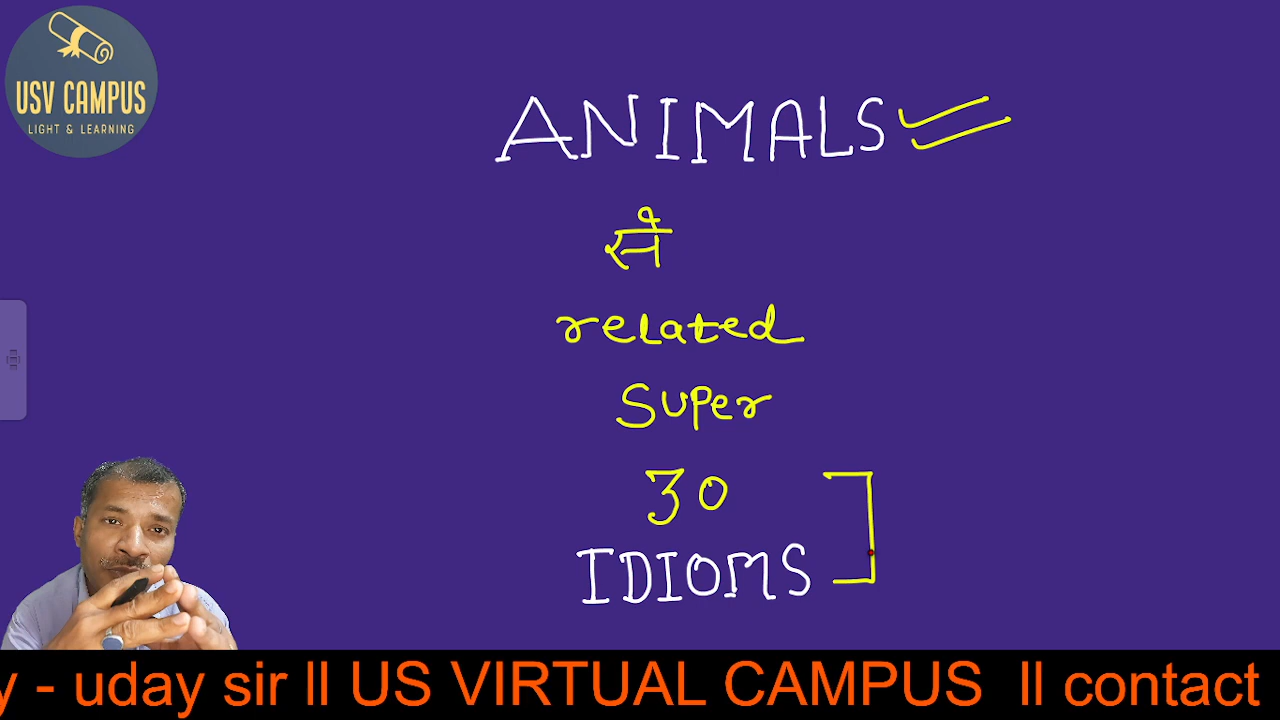 USV CAMPUS
LIGHT & LEARNING
ANIMALS
से
related
Super
30
IDIOMS
y - uday sir ll US VIRTUAL CAMPUS ll contact